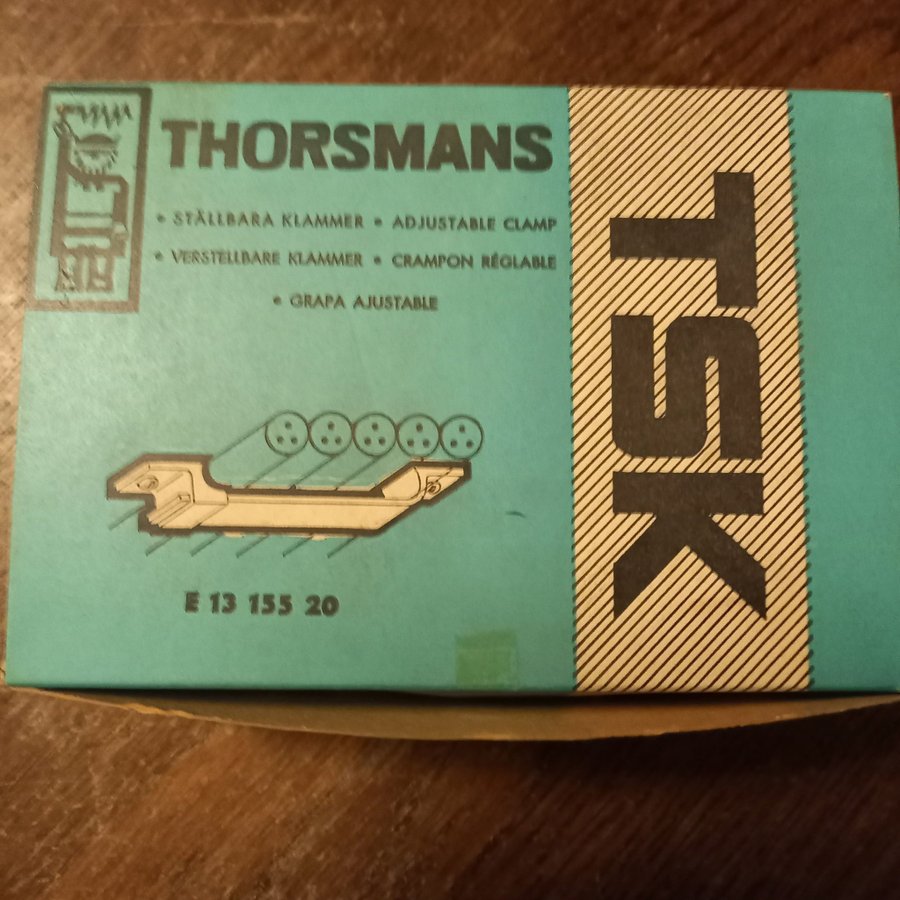 THORSMANS
• STÄLLBARA KLAMMER • ADJUSTABLE CLAMP
• VERSTELLBARE KLAMMER • CRAMPON RÉGLABLE
• GRAPA AJUSTABLE
E 13 155 20
TSK